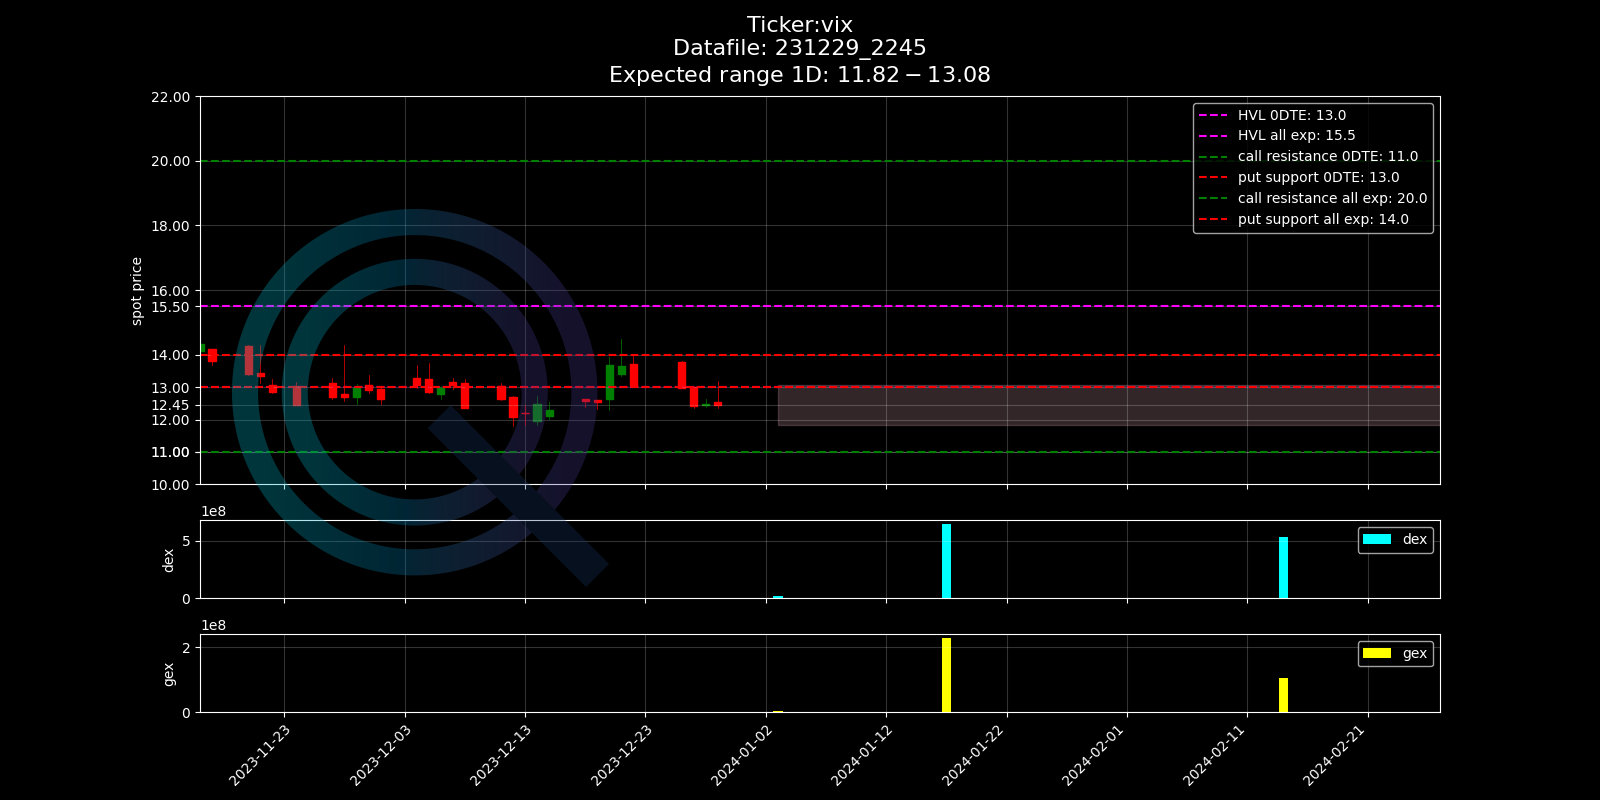 Ticker:vix
Datafile: 231229_2245
Expected range 1D: 11.82 − 13.08
22.00
20.00
18.00
16.00
15.50
14.00
13.00
12.45
12.00
11.00
10.00
spot price
HVL 0DTE: 13.0
HVL all exp: 15.5
call resistance 0DTE: 11.0
put support 0DTE: 13.0
call resistance all exp: 20.0
put support all exp: 14.0
1e8
5
0
dex
dex
1e8
2
0
gex
gex
2023-11-23
2023-12-03
2023-12-13
2023-12-23
2024-01-02
2024-01-12
2024-01-22
2024-02-01
2024-02-11
2024-02-21